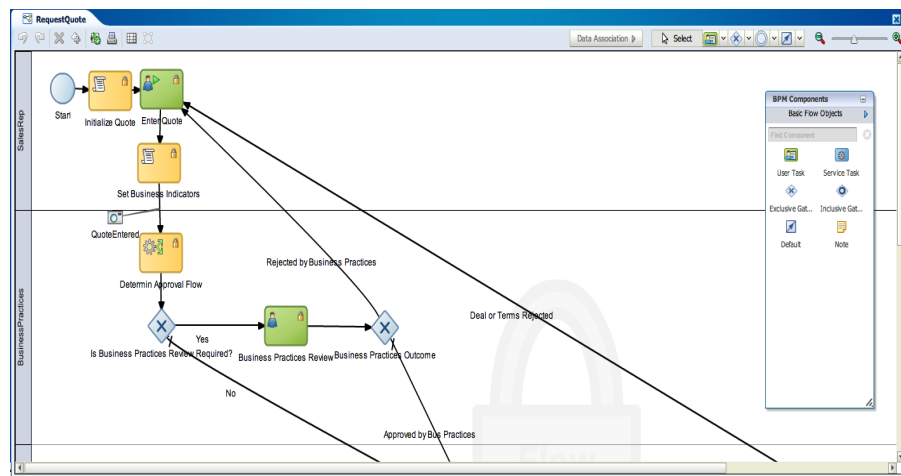 RequestQuote
Data Association
Select
BPM Components
Basic Flow Objects
Find Component
User Task
Service Task
Exclusive Gat...
Inclusive Gat...
Default
Note
SalesRep
Start
Initialize Quote
Enter Quote
Set Business Indicators
QuoteEntered
BusinessPractices
Determin Approval Flow
Rejected by Business Practices
Deal or Terms Rejected
Yes
Is Business Practices Review Required?
Business Practices Review
Business Practices Outcome
No
Approved by Bus Practices
Flow